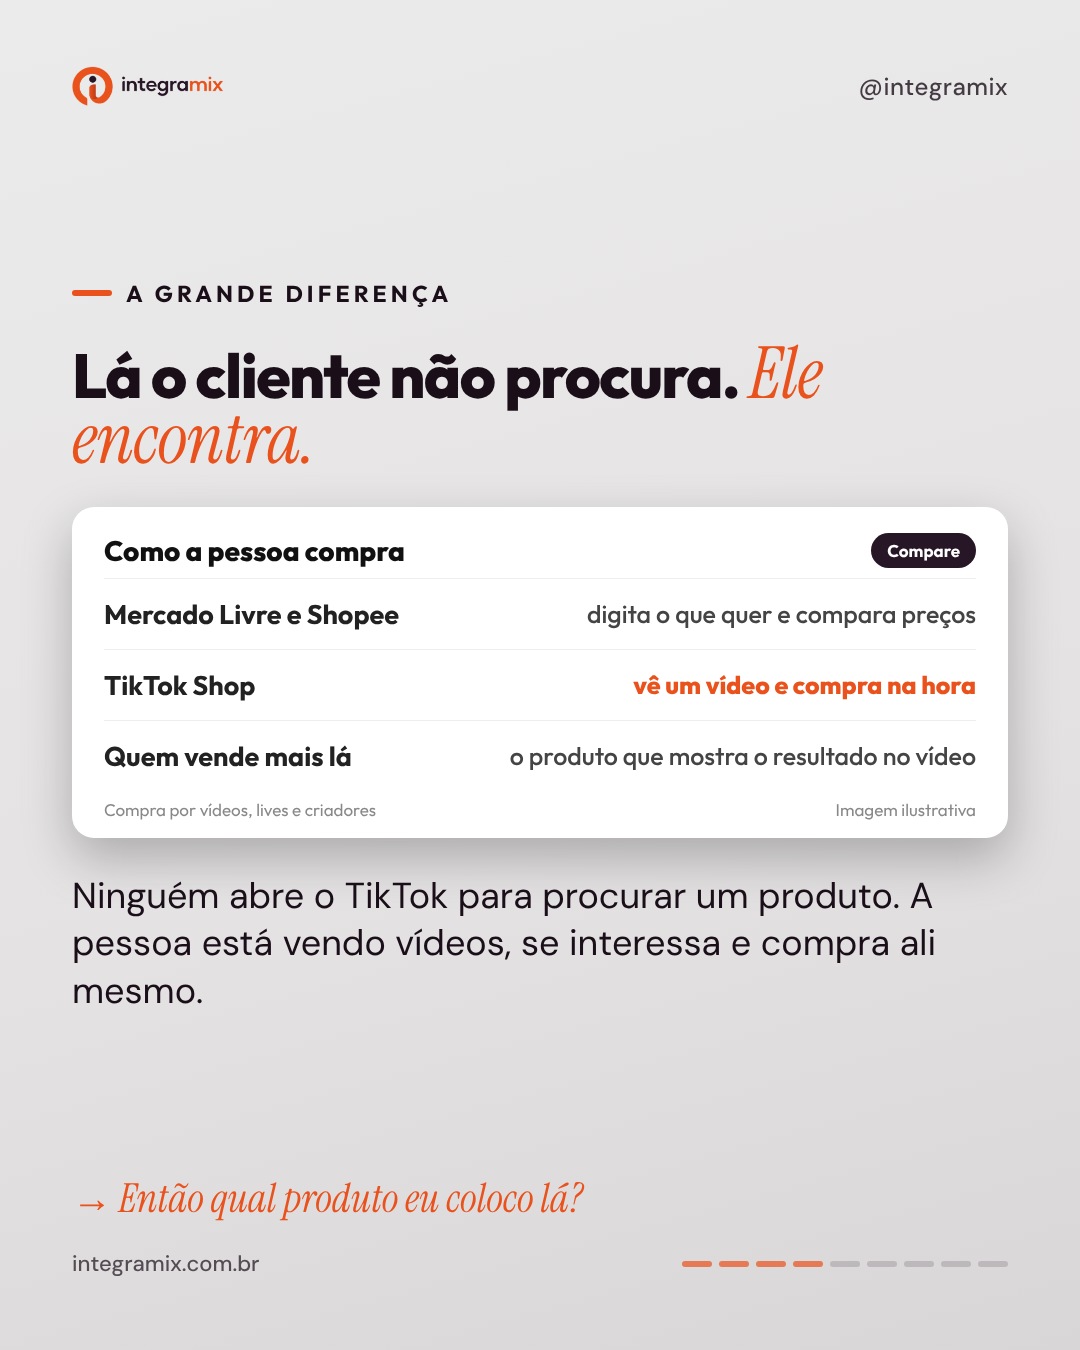 integramix
@integramix
A GRANDE DIFERENÇA
Lá o cliente não procura. Ele
encontra.
Como a pessoa compra
Compare
Mercado Livre e Shopee
digita o que quer e compara preços
TikTok Shop
vê um vídeo e compra na hora
Quem vende mais lá
o produto que mostra o resultado no vídeo
Compra por vídeos, lives e criadores
Imagem ilustrativa
Ninguém abre o TikTok para procurar um produto. A
pessoa está vendo vídeos, se interessa e compra ali
mesmo.
→ Então qual produto eu coloco lá?
integramix.com.br